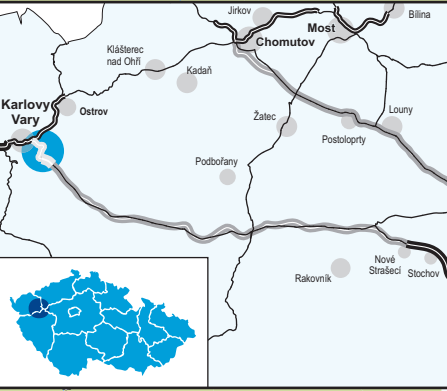 Jirkov
Most
Bílina
Chomutov
Klášterec
nad Ohří
Kadaň
Karlovy
Vary
Ostrov
Žatec
Louny
Postoloprty
Podbořany
Nové
Strašecí
Stochov
Rakovník